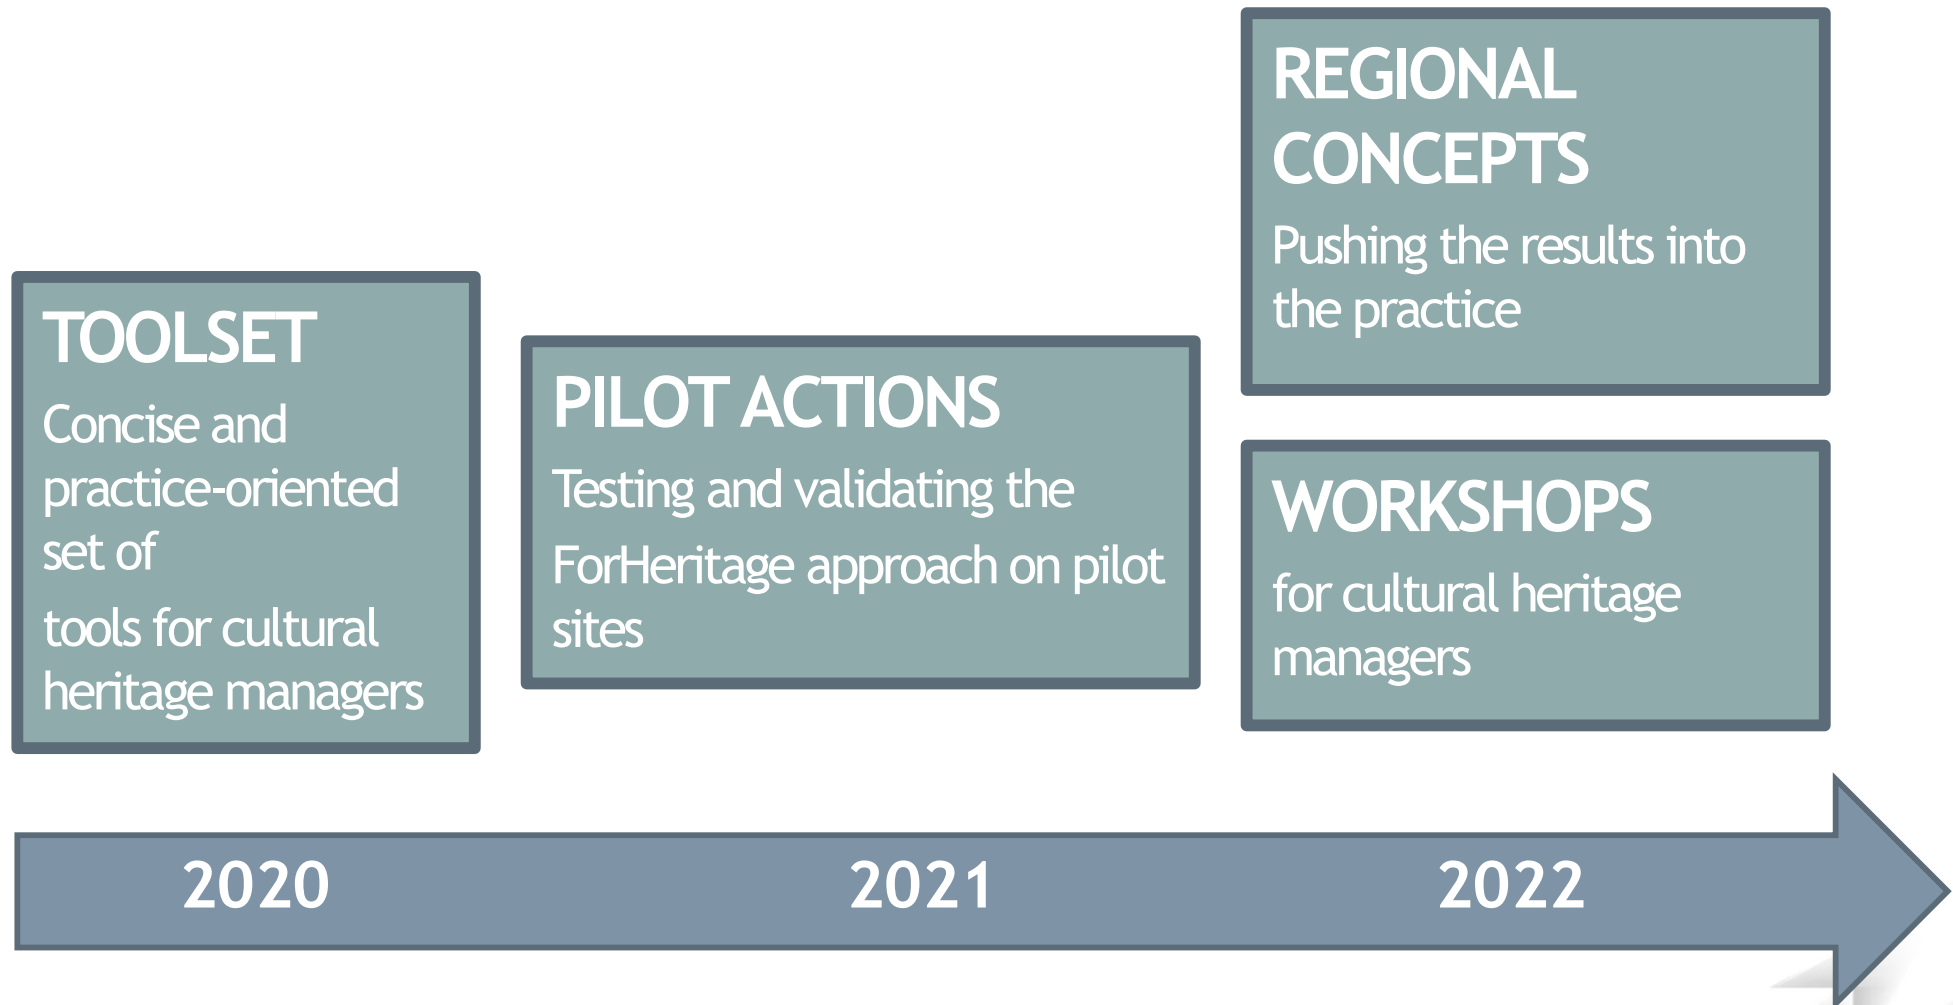 TOOLSET
Concise and
practice-oriented
set of
tools for cultural
heritage managers
PILOT ACTIONS
Testing and validating the
ForHeritage approach on pilot
sites
REGIONAL
CONCEPTS
Pushing the results into
the practice
WORKSHOPS
for cultural heritage
managers
2020
2021
2022